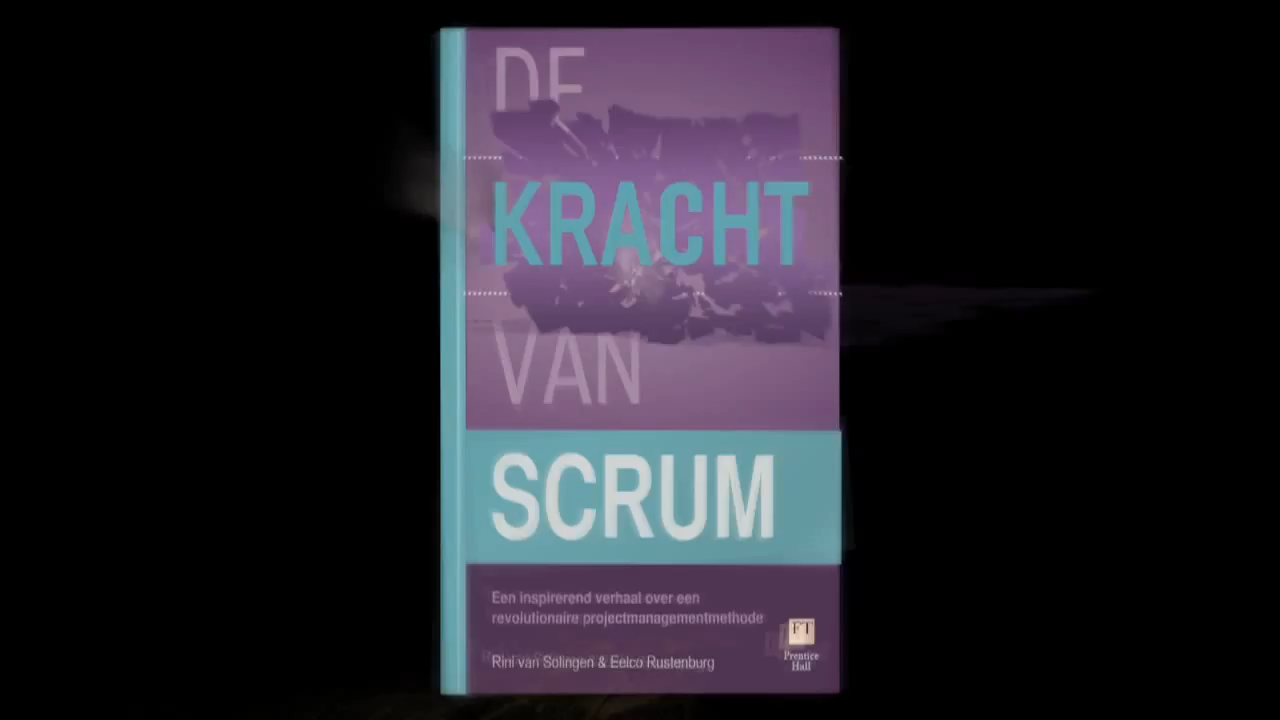 DE
KRACHT
VAN
SCRUM
Een inspirerend verhaal over een
revolutionaire projectmanagementmethode
Rini van Solingen & Eelco Rustenburg
FT
Prentice
Hall